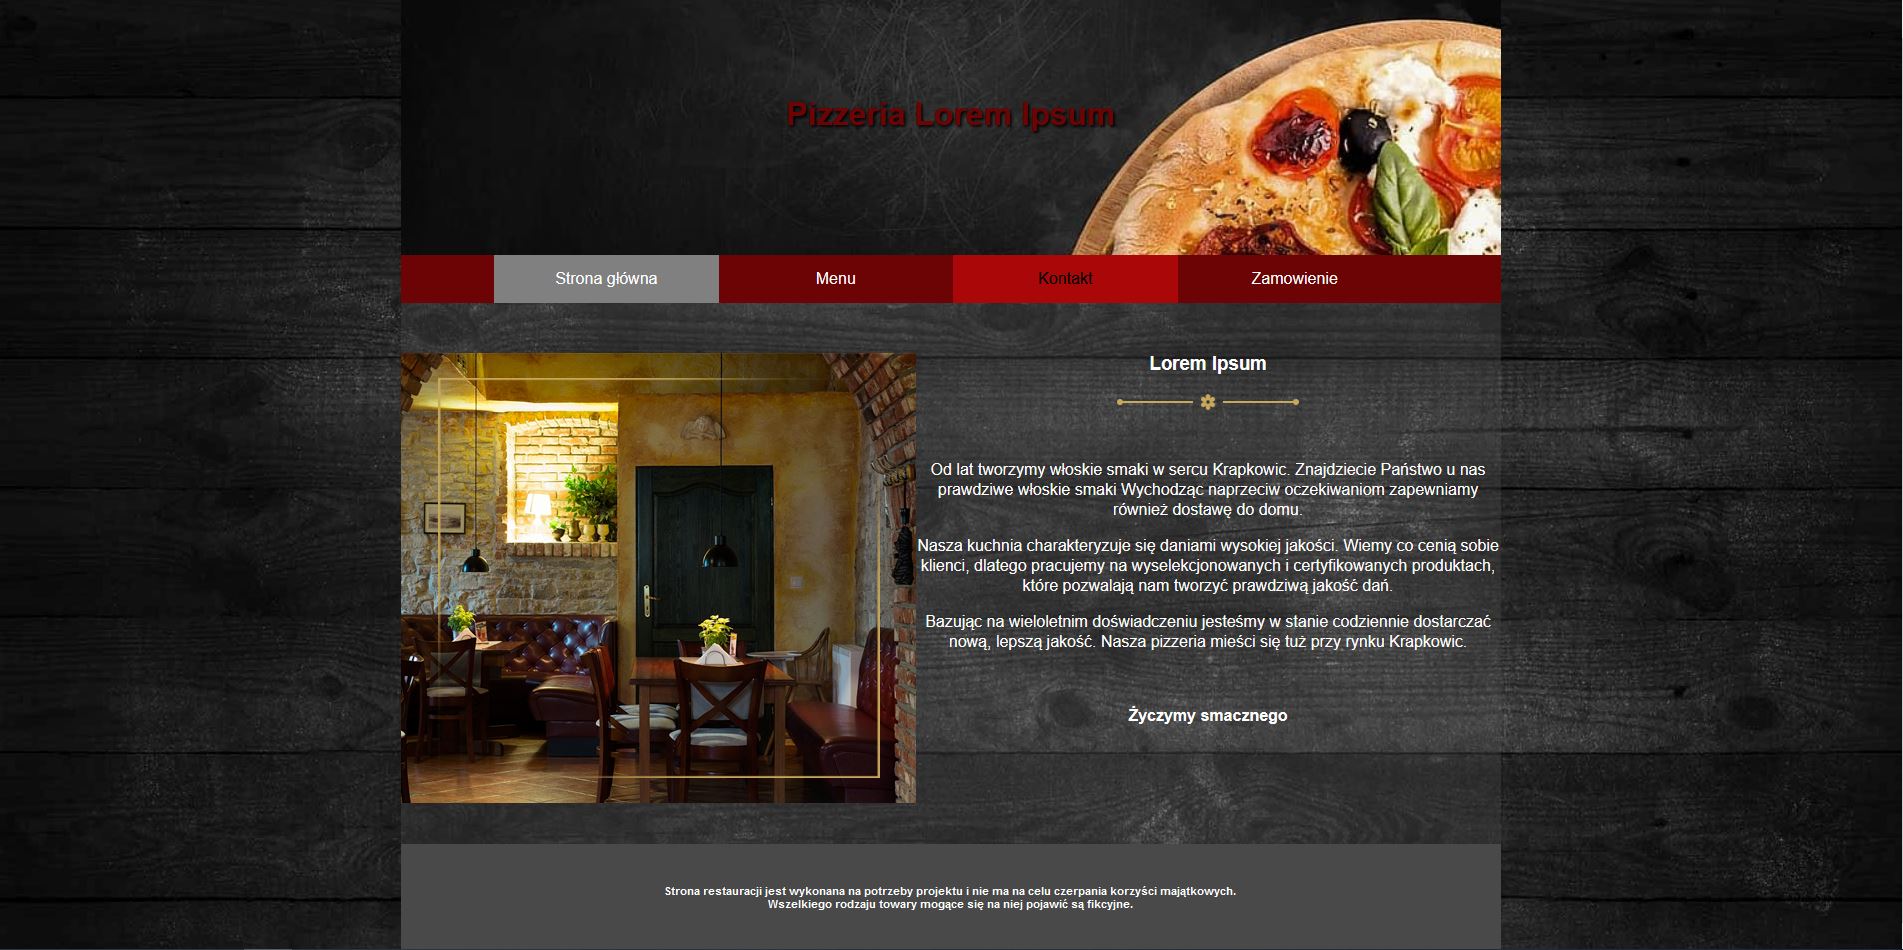 Pizzeria Lorem Ipsum
Strona główna Menu Kontakt Zamowienie
Lorem Ipsum
Od lat tworzymy włoskie smaki w sercu Krapkowic. Znajdziecie Państwo u nas
prawdziwe włoskie smaki Wychodząc naprzeciw oczekiwaniom zapewniamy
również dostawę do domu.
Nasza kuchnia charakteryzuje się daniami wysokiej jakości. Wiemy co cenią sobie
klienci, dlatego pracujemy na wyselekcjonowanych i certyfikowanych produktach,
które pozwalają nam tworzyć prawdziwą jakość dań.
Bazując na wieloletnim doświadczeniu jesteśmy w stanie codziennie dostarczać
nową, lepszą jakość. Nasza pizzeria mieści się tuż przy rynku Krapkowic.
Życzymy smacznego
Strona restauracji jest wykonana na potrzeby projektu i nie ma na celu czerpania korzyści majątkowych.
Wszelkiego rodzaju towary mogące się na niej pojawić są fikcyjne.